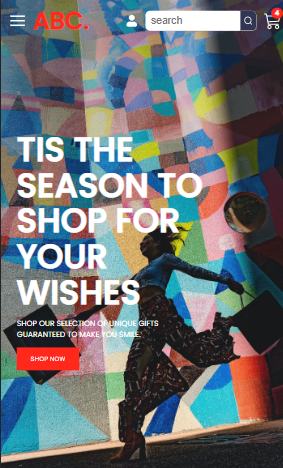 ABC.
search
4
TIS THE
SEASON TO
SHOP FOR
YOUR
WISHES
SHOP OUR SELECTION OF UNIQUE GIFTS
GUARANTEED TO MAKE YOU SMILE.
SHOP NOW